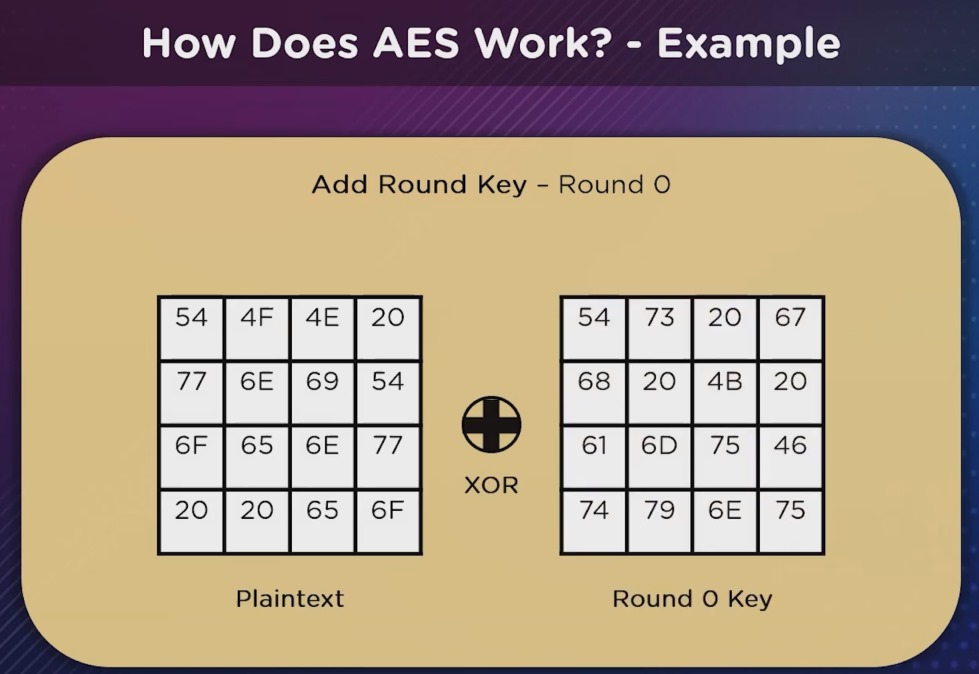 How Does AES Work? - Example
Add Round Key – Round 0
54 4F 4E 20
77 6E 69 54
6F 65 6E 77
20 20 65 6F
Plaintext
XOR
54 73 20 67
68 20 4B 20
61 6D 75 46
74 79 6E 75
Round 0 Key